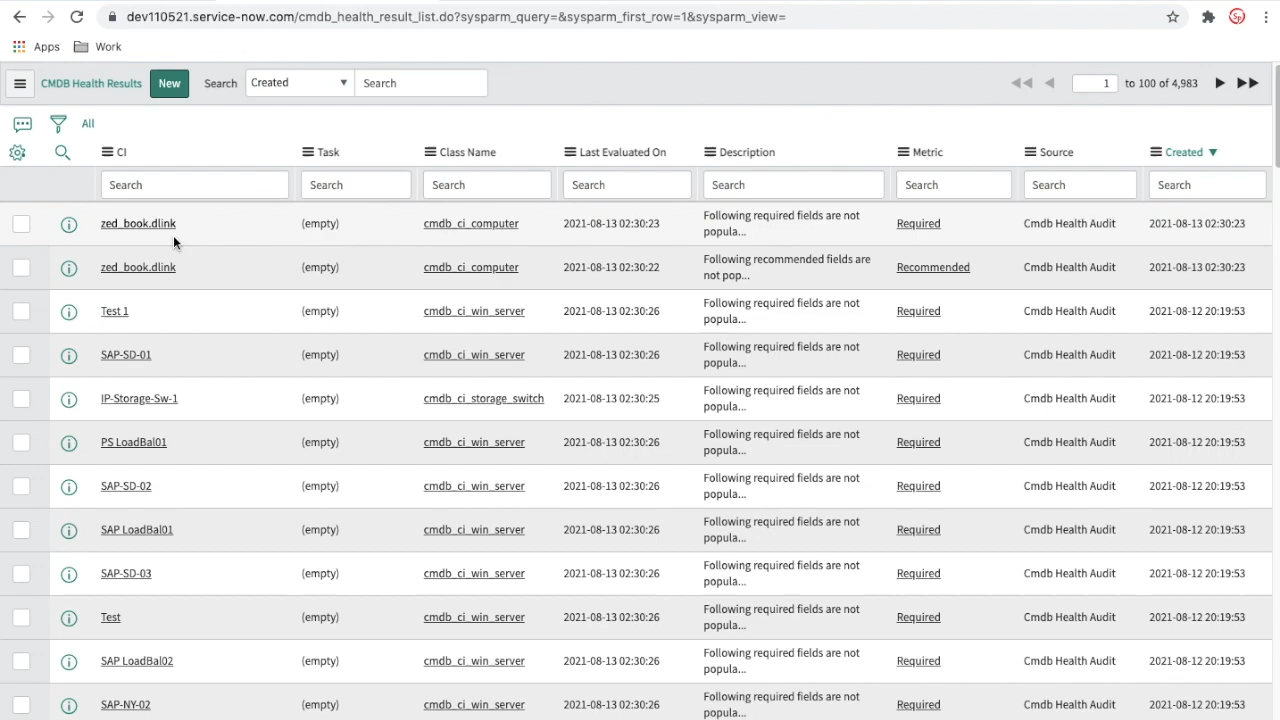 dev110521.service-now.com/cmdb_health_result_list.do?sysparm_query=&sysparm_first_row=1&sysparm_view=
Sp
Apps Work
CMDB Health Results New Search Created ▼ Search 1 to 100 of 4,983
All
CI Task Class Name Last Evaluated On Description Metric Source Created ▼
Search Search Search Search Search Search Search Search
zed_book.dlink (empty) cmdb_ci_computer 2021-08-13 02:30:23 Following required fields are not Required Cmdb Health Audit 2021-08-13 02:30:23
popula...
zed_book.dlink (empty) cmdb_ci_computer 2021-08-13 02:30:22 Following recommended fields are Recommended Cmdb Health Audit 2021-08-13 02:30:23
not pop...
Test 1 (empty) cmdb_ci_win_server 2021-08-13 02:30:26 Following required fields are not Required Cmdb Health Audit 2021-08-12 20:19:53
popula...
SAP-SD-01 (empty) cmdb_ci_win_server 2021-08-13 02:30:26 Following required fields are not Required Cmdb Health Audit 2021-08-12 20:19:53
popula...
IP-Storage-Sw-1 (empty) cmdb_ci_storage_switch 2021-08-13 02:30:25 Following required fields are not Required Cmdb Health Audit 2021-08-12 20:19:53
popula...
PS LoadBal01 (empty) cmdb_ci_win_server 2021-08-13 02:30:26 Following required fields are not Required Cmdb Health Audit 2021-08-12 20:19:53
popula...
SAP-SD-02 (empty) cmdb_ci_win_server 2021-08-13 02:30:26 Following required fields are not Required Cmdb Health Audit 2021-08-12 20:19:53
popula...
SAP LoadBal01 (empty) cmdb_ci_win_server 2021-08-13 02:30:26 Following required fields are not Required Cmdb Health Audit 2021-08-12 20:19:53
popula...
SAP-SD-03 (empty) cmdb_ci_win_server 2021-08-13 02:30:26 Following required fields are not Required Cmdb Health Audit 2021-08-12 20:19:53
popula...
Test (empty) cmdb_ci_win_server 2021-08-13 02:30:26 Following required fields are not Required Cmdb Health Audit 2021-08-12 20:19:53
popula...
SAP LoadBal02 (empty) cmdb_ci_win_server 2021-08-13 02:30:26 Following required fields are not Required Cmdb Health Audit 2021-08-12 20:19:53
popula...
SAP-NY-02 (empty) cmdb_ci_win_server 2021-08-13 02:30:26 Following required fields are not Required Cmdb Health Audit 2021-08-12 20:19:53
popula...